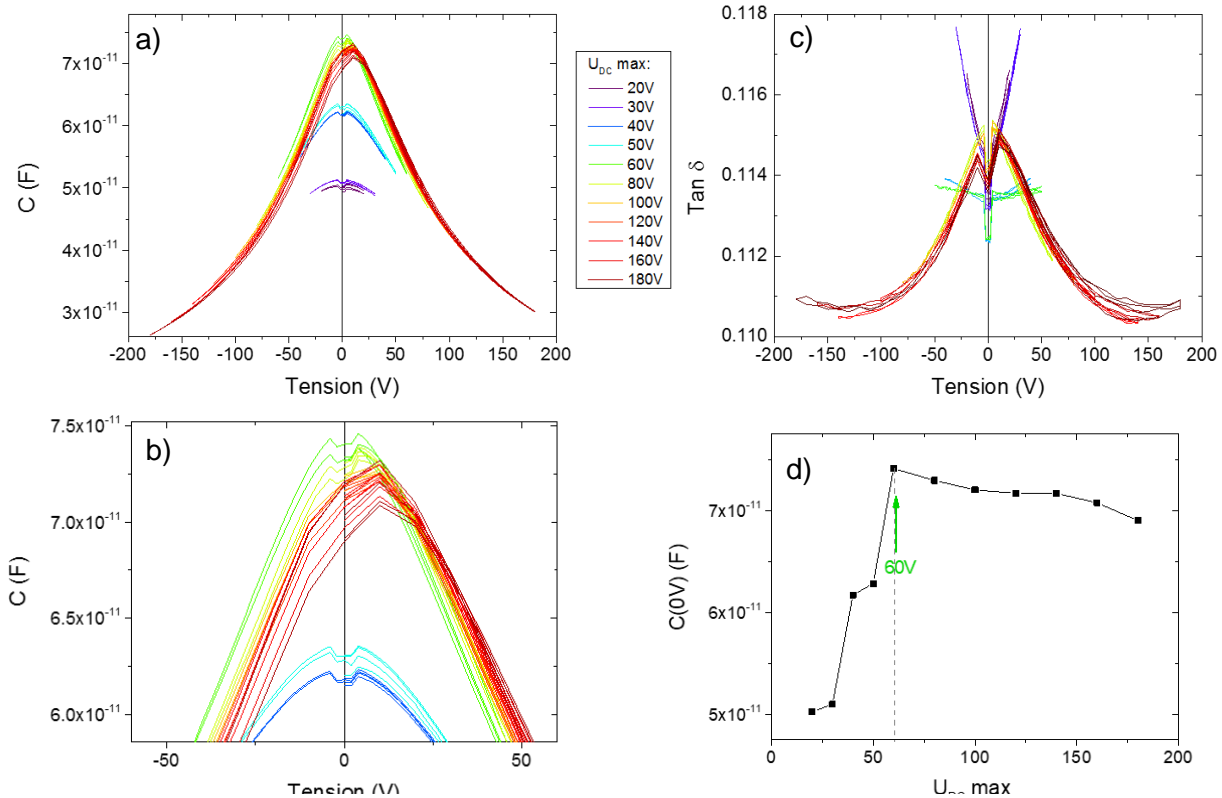 a)
7x10⁻¹¹
6x10⁻¹¹
5x10⁻¹¹
4x10⁻¹¹
3x10⁻¹¹
C (F)
-200 -150 -100 -50 0 50 100 150 200
Tension (V)
U_DC max:
20V
30V
40V
50V
60V
80V
100V
120V
140V
160V
180V
c)
0.118
0.116
0.114
0.112
0.110
Tan δ
-200 -150 -100 -50 0 50 100 150 200
Tension (V)
b)
7.5x10⁻¹¹
7.0x10⁻¹¹
6.5x10⁻¹¹
6.0x10⁻¹¹
C (F)
-50 0 50
Tension (V)
d)
7x10⁻¹¹
6x10⁻¹¹
5x10⁻¹¹
C(0V) (F)
60V
0 50 100 150 200
U_DC max